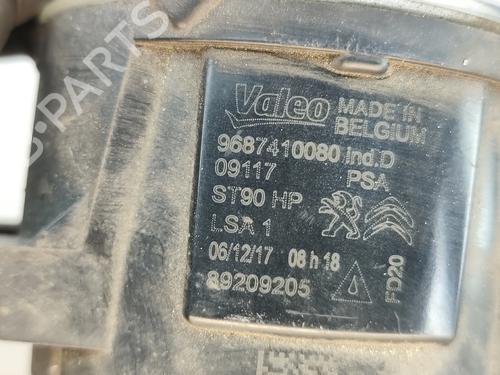 Valeo MADE IN BELGIUM
9687410080 Ind.D
09117 PSA
ST90 HP
LSA 1
06/12/17 08 h 18
89209205
FD20
B-PARTS